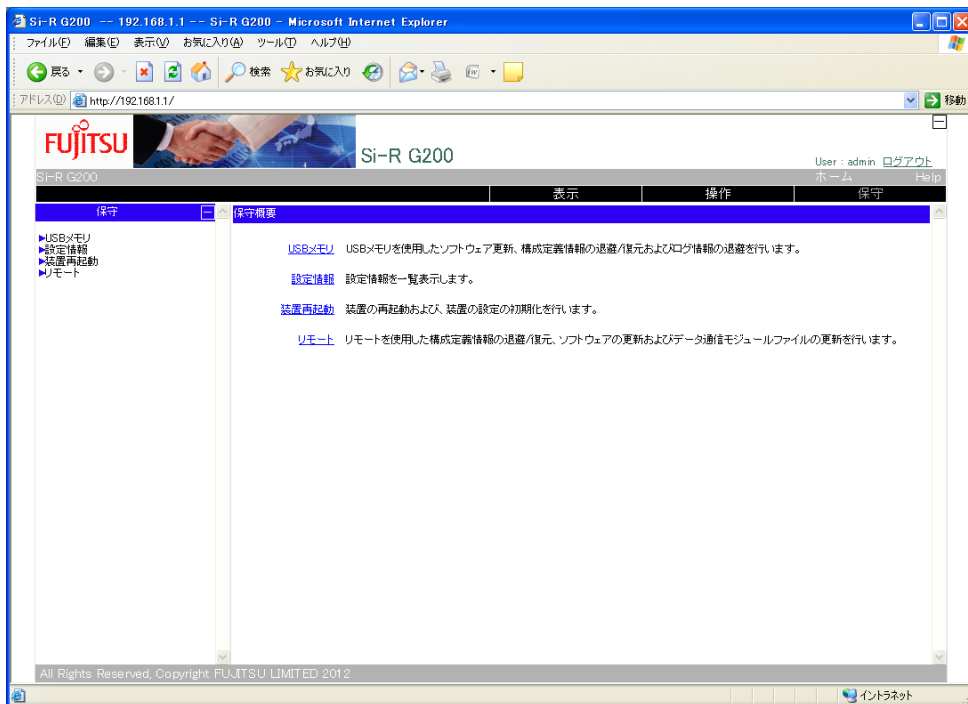 Si-R G200 -- 192.168.1.1 -- Si-R G200 - Microsoft Internet Explorer
ファイル(F) 編集(E) 表示(V) お気に入り(A) ツール(T) ヘルプ(H)
戻る 検索 お気に入り
アドレス(D) http://192.168.1.1/ 移動
FUJITSU
Si-R G200
User : admin ログアウト
Si-R G200 ホーム Help
表示 操作 保守
保守
保守概要
USBメモリ
設定情報
装置再起動
リモート
USBメモリ USBメモリを使用したソフトウェア更新、構成定義情報の退避/復元およびログ情報の退避を行います。
設定情報 設定情報を一覧表示します。
装置再起動 装置の再起動および、装置の設定の初期化を行います。
リモート リモートを使用した構成定義情報の退避/復元、ソフトウェアの更新およびデータ通信モジュールファイルの更新を行います。
All Rights Reserved, Copyright FUJITSU LIMITED 2012
イントラネット